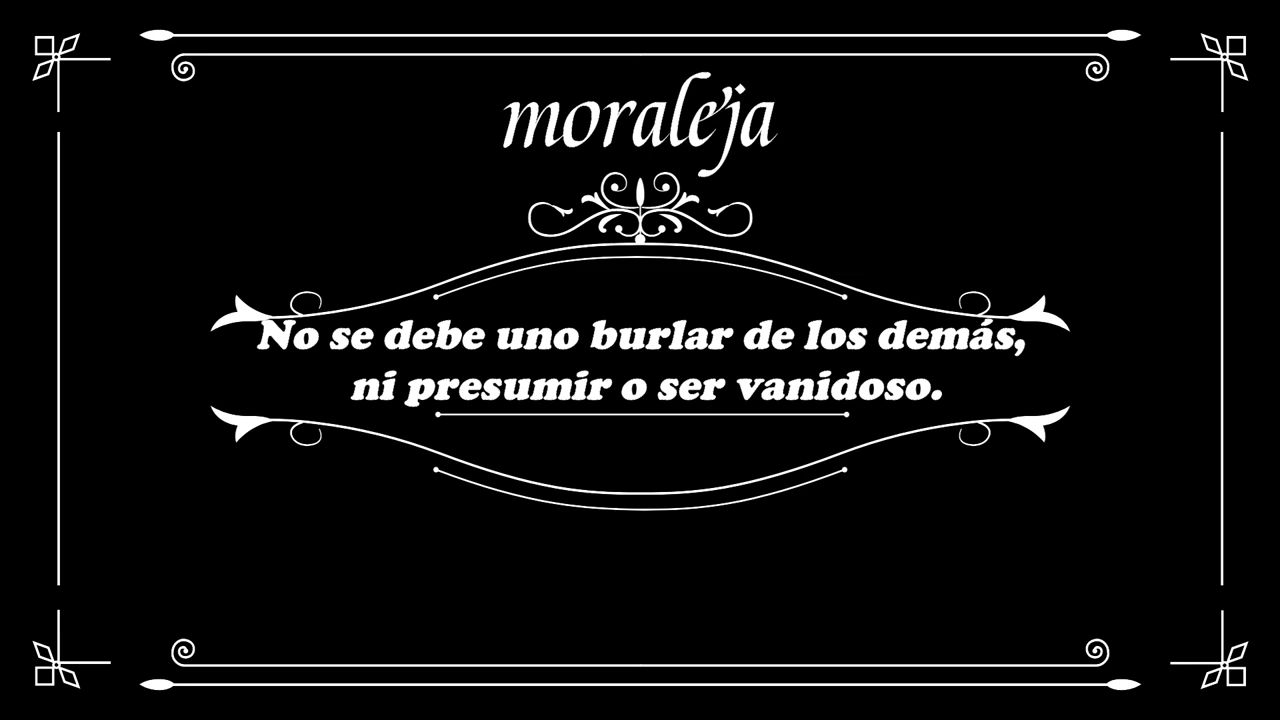 moraleja
No se debe uno burlar de los demás,
ni presumir o ser vanidoso.